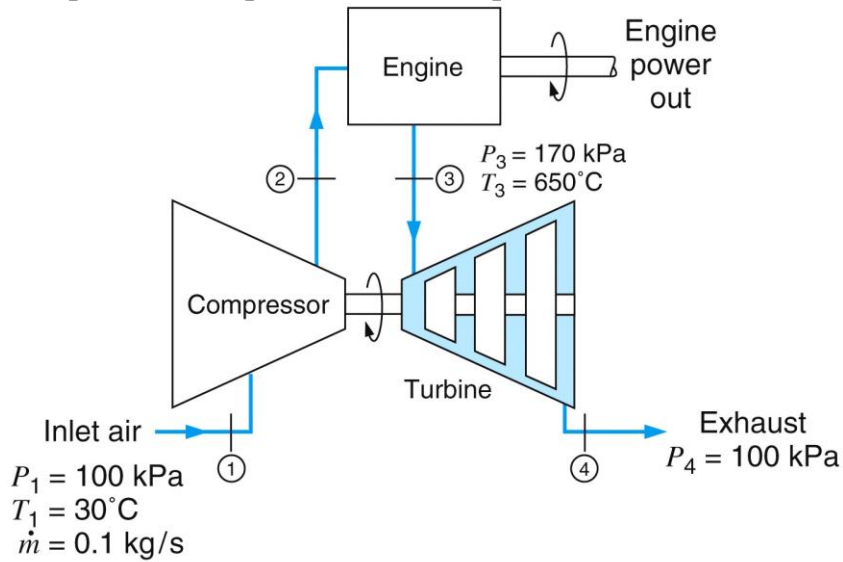 Engine
Engine
power
out
P₃ = 170 kPa
T₃ = 650°C
2
3
Compressor
Turbine
Inlet air
1
P₁ = 100 kPa
T₁ = 30°C
ṁ = 0.1 kg/s
4
Exhaust
P₄ = 100 kPa